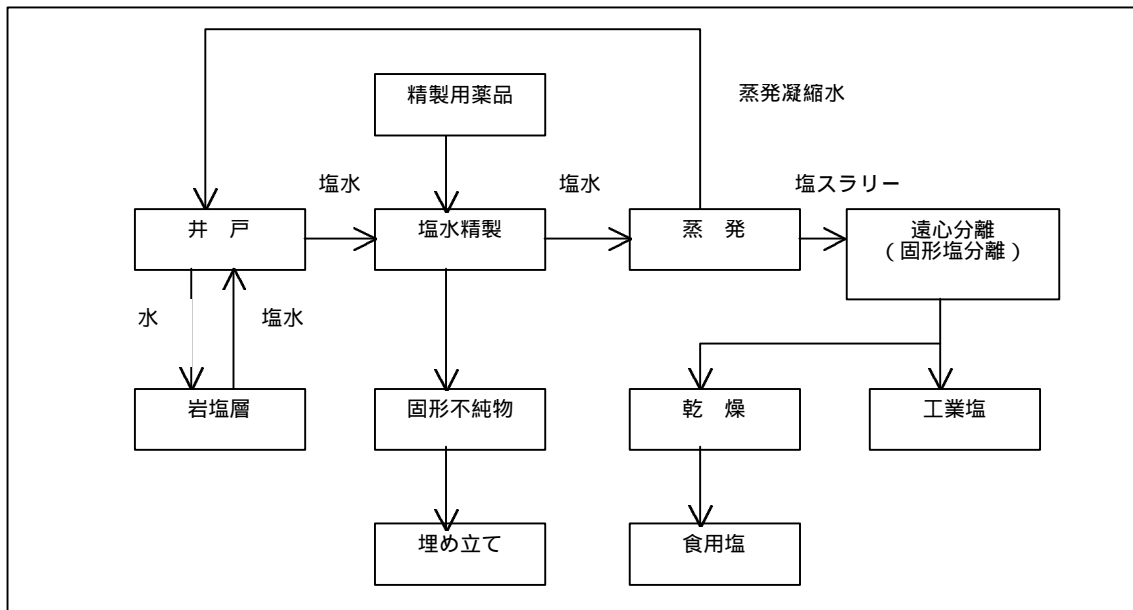 精製用薬品
蒸発凝縮水
塩水
塩水
塩スラリー
井 戸
塩水精製
蒸 発
遠心分離
(固形塩分離)
水
塩水
岩塩層
固形不純物
乾 燥
工業塩
埋め立て
食用塩